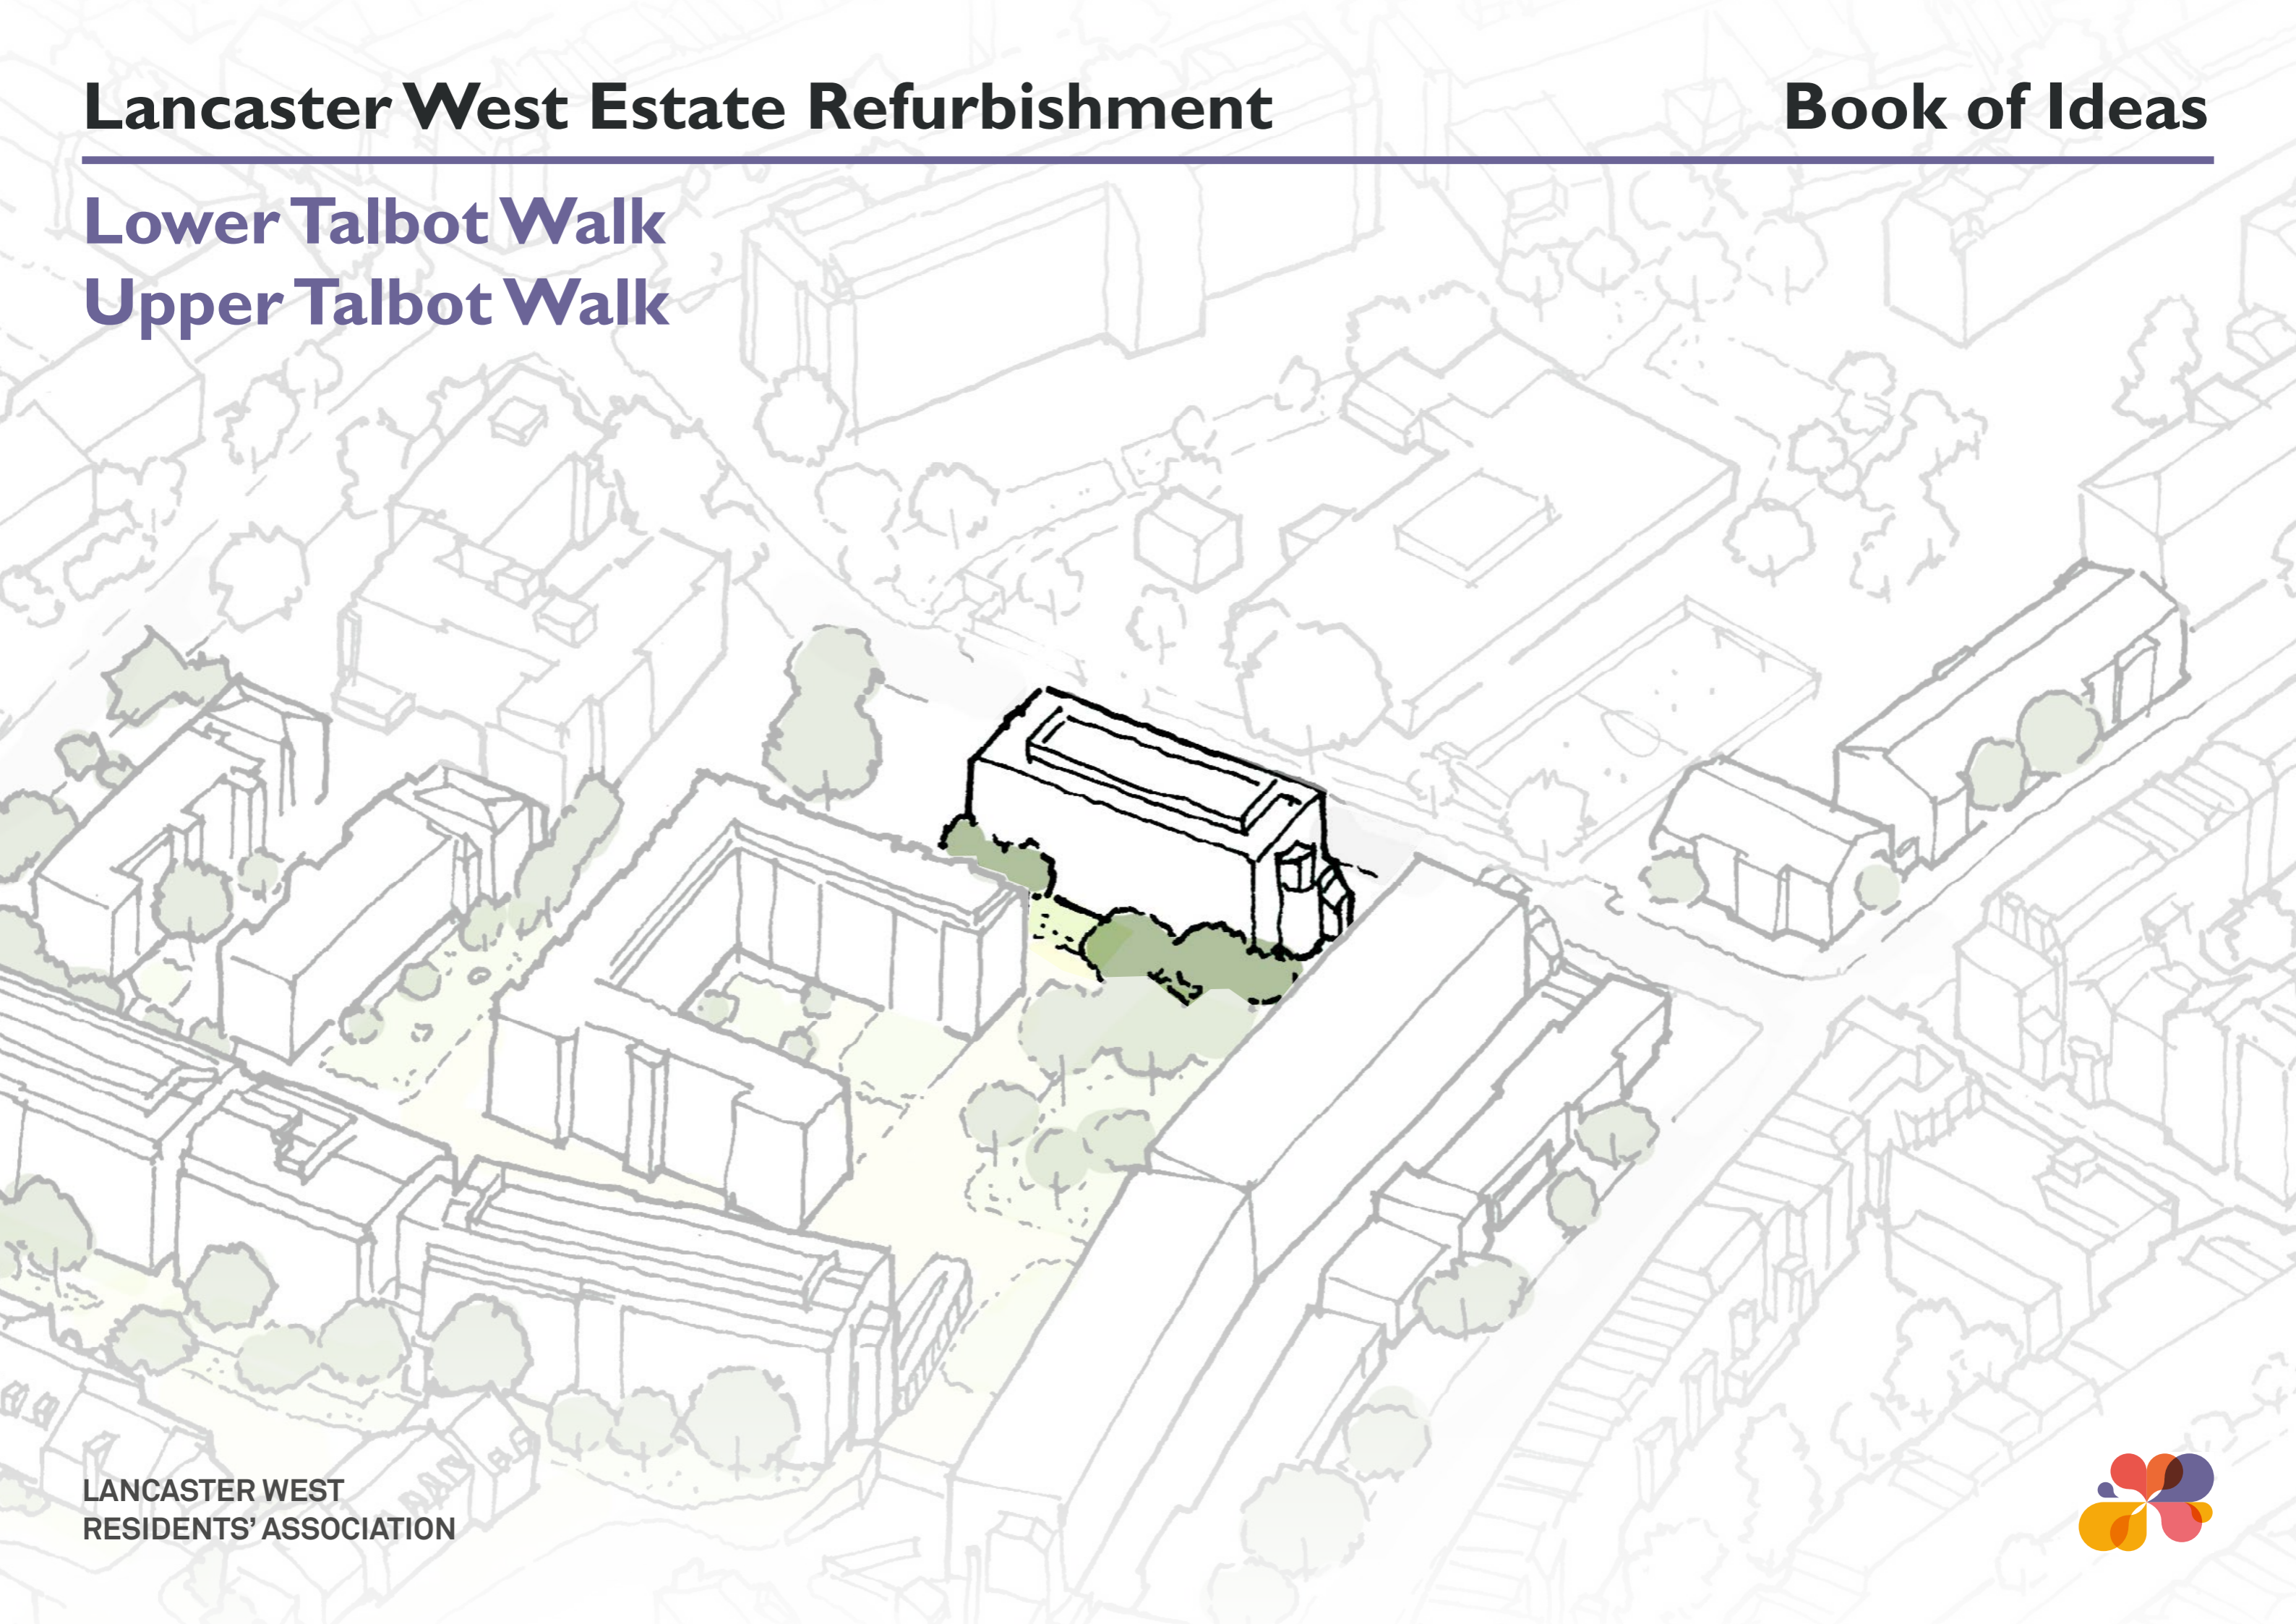 Lancaster West Estate Refurbishment
Book of Ideas
Lower Talbot Walk
Upper Talbot Walk
LANCASTER WEST
RESIDENTS' ASSOCIATION